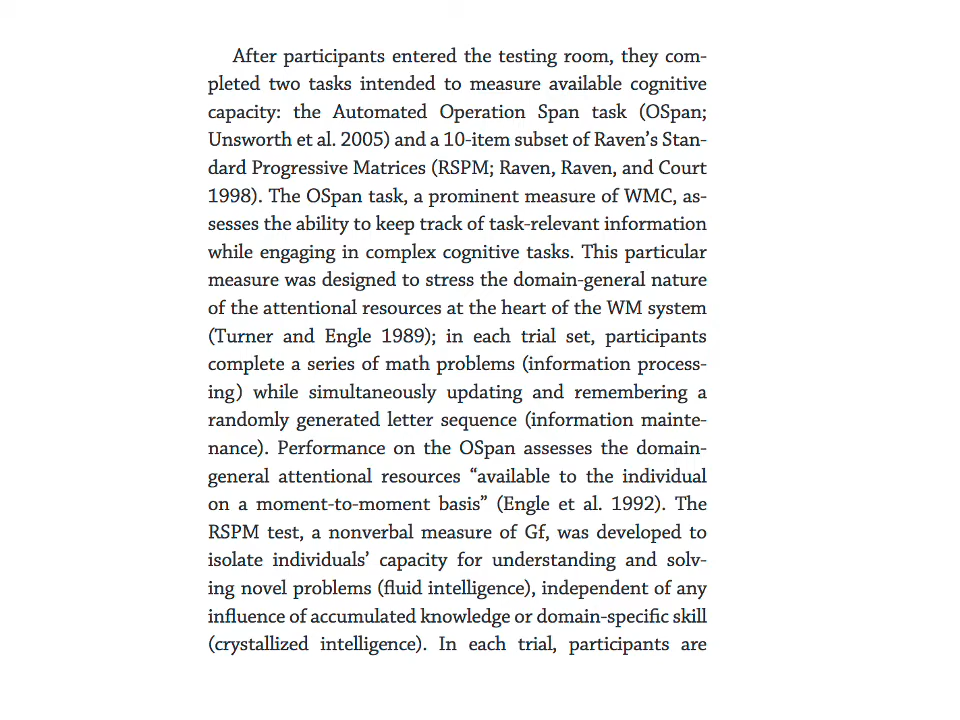 After participants entered the testing room, they com-
pleted two tasks intended to measure available cognitive
capacity: the Automated Operation Span task (OSpan;
Unsworth et al. 2005) and a 10-item subset of Raven’s Stan-
dard Progressive Matrices (RSPM; Raven, Raven, and Court
1998). The OSpan task, a prominent measure of WMC, as-
sesses the ability to keep track of task-relevant information
while engaging in complex cognitive tasks. This particular
measure was designed to stress the domain-general nature
of the attentional resources at the heart of the WM system
(Turner and Engle 1989); in each trial set, participants
complete a series of math problems (information process-
ing) while simultaneously updating and remembering a
randomly generated letter sequence (information mainte-
nance). Performance on the OSpan assesses the domain-
general attentional resources “available to the individual
on a moment-to-moment basis” (Engle et al. 1992). The
RSPM test, a nonverbal measure of Gf, was developed to
isolate individuals’ capacity for understanding and solv-
ing novel problems (fluid intelligence), independent of any
influence of accumulated knowledge or domain-specific skill
(crystallized intelligence). In each trial, participants are